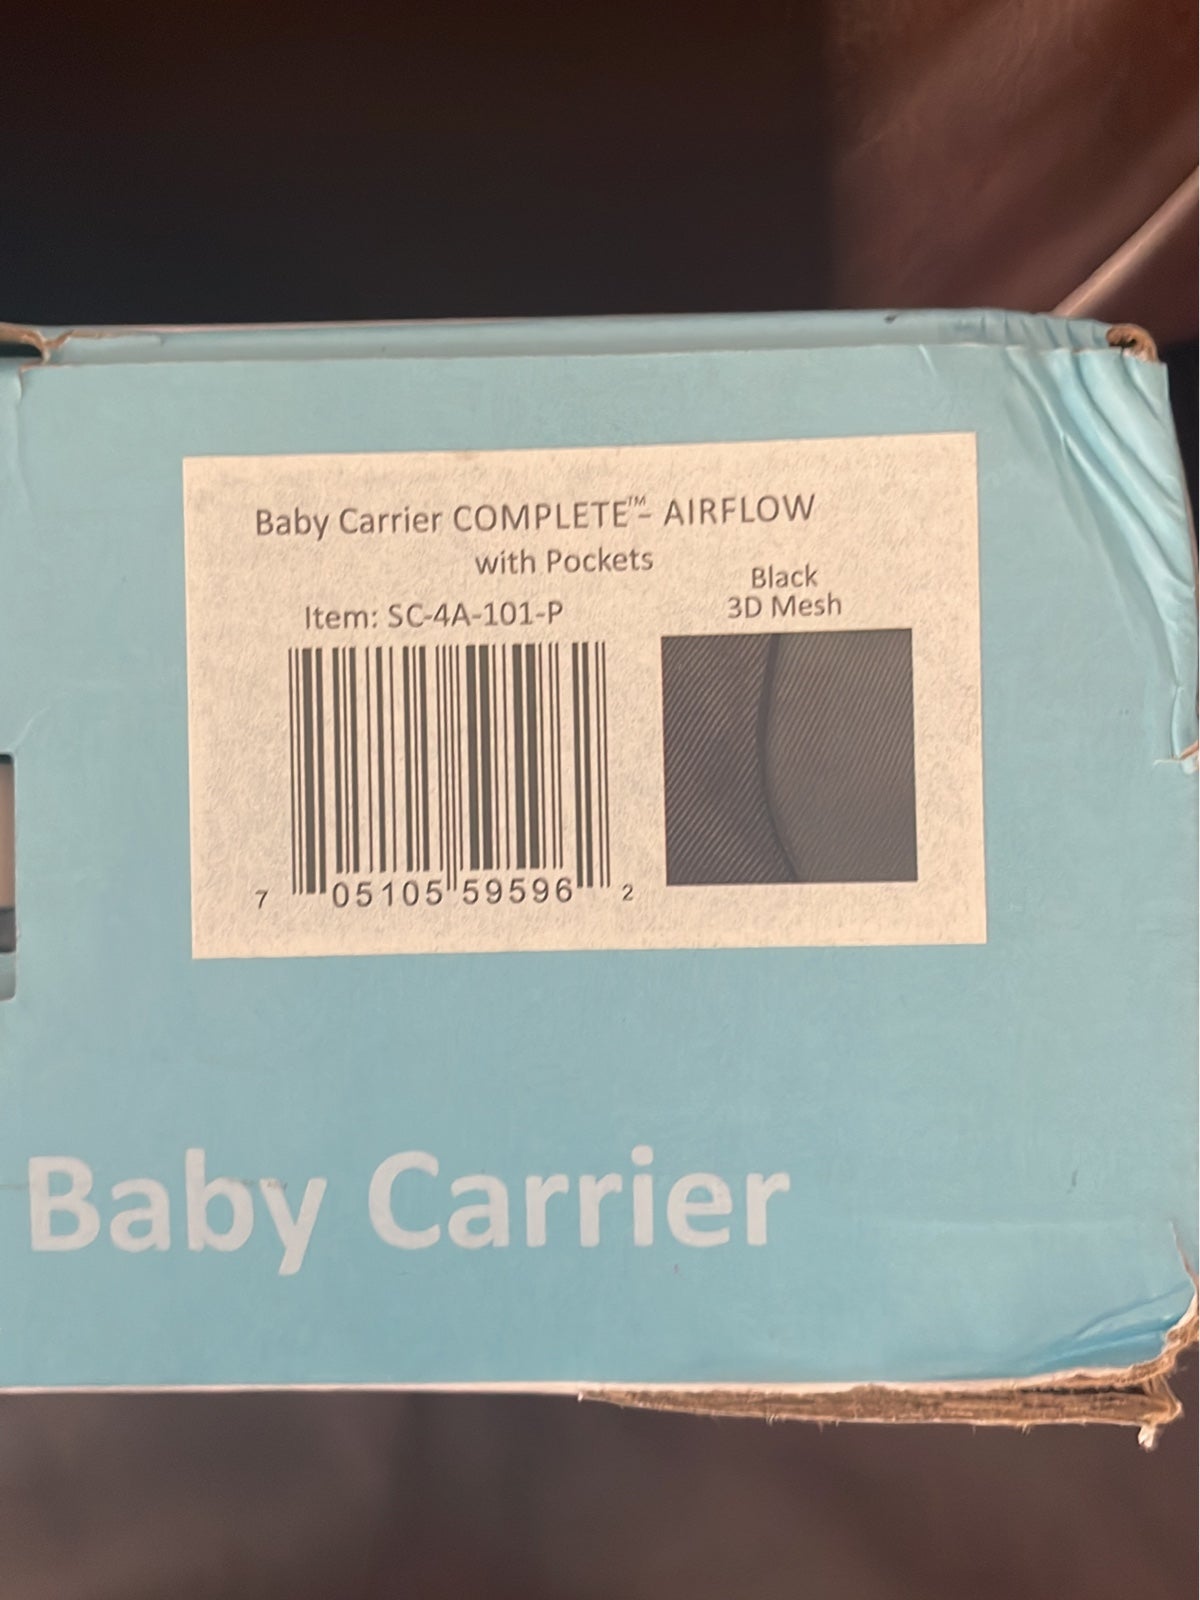 Baby Carrier COMPLETE™- AIRFLOW
with Pockets
Black
3D Mesh
Item: SC-4A-101-P
7 05105 59596 2
Baby Carrier